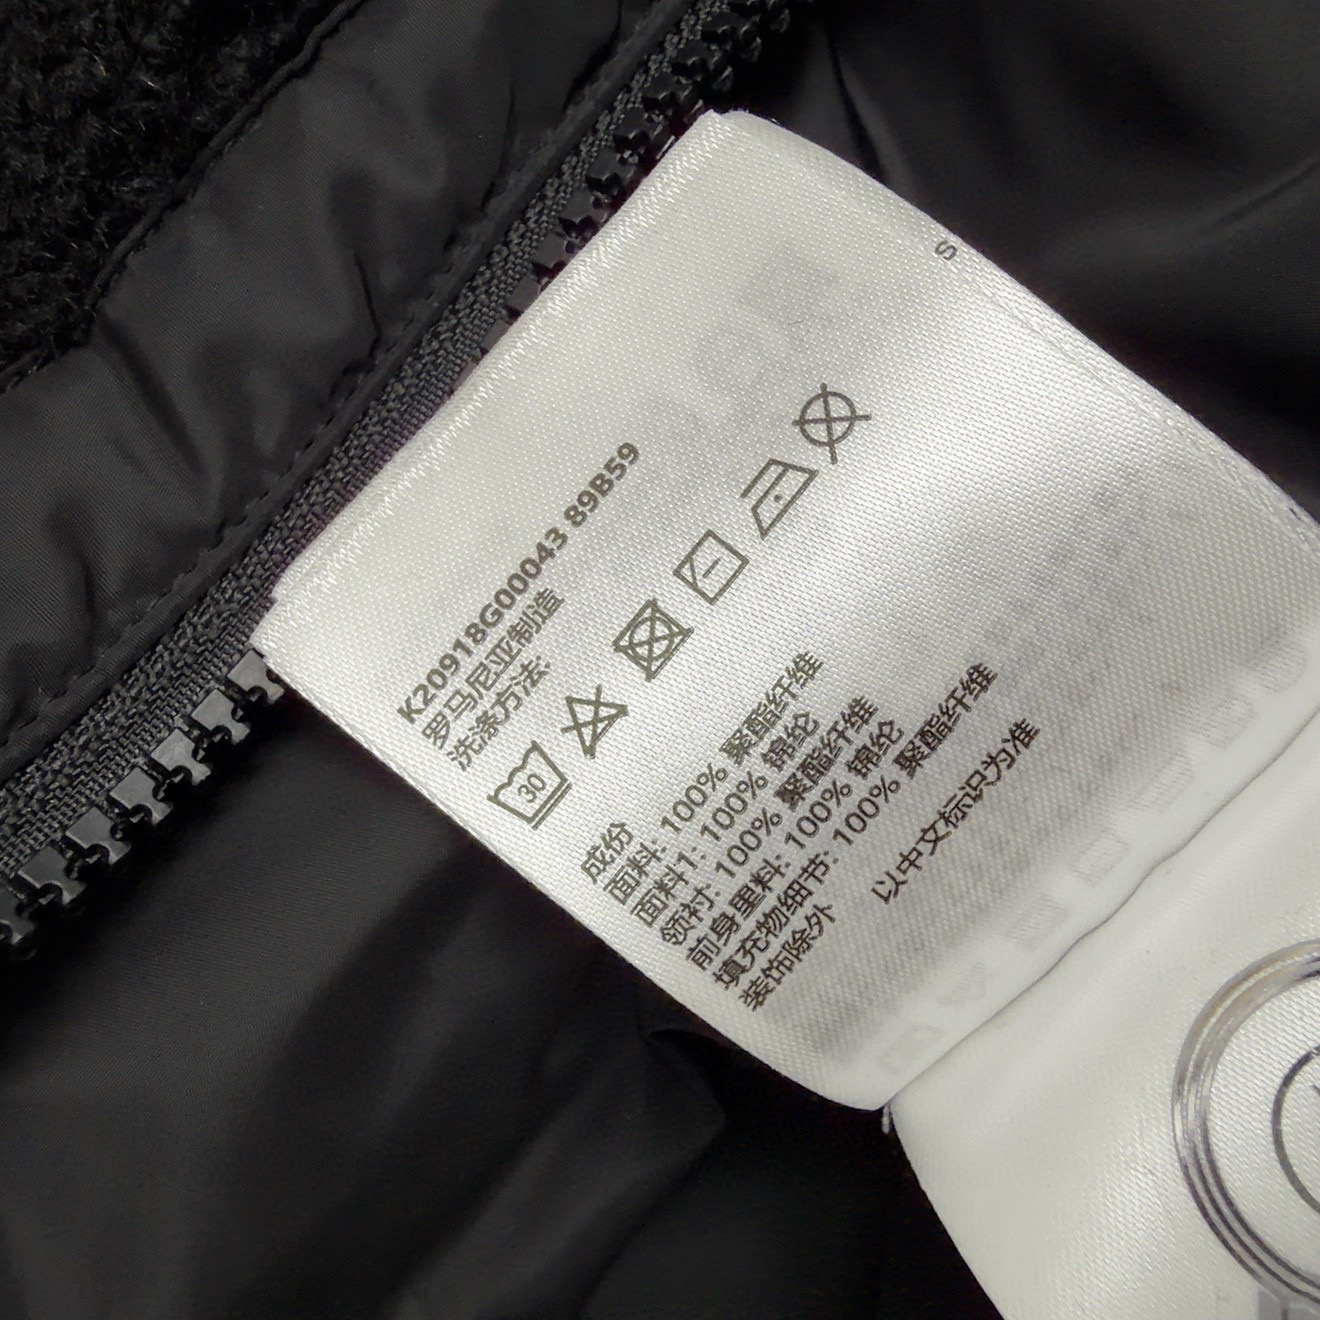 S
K20918G00043 89B59
罗马尼亚制造
洗涤方法:
30
成份
面料: 100% 聚酯纤维
面料1: 100% 锦纶
领衬: 100% 聚酯纤维
前身里料: 100% 锦纶
填充物细节: 100% 聚酯纤维
装饰除外
以中文标识为准